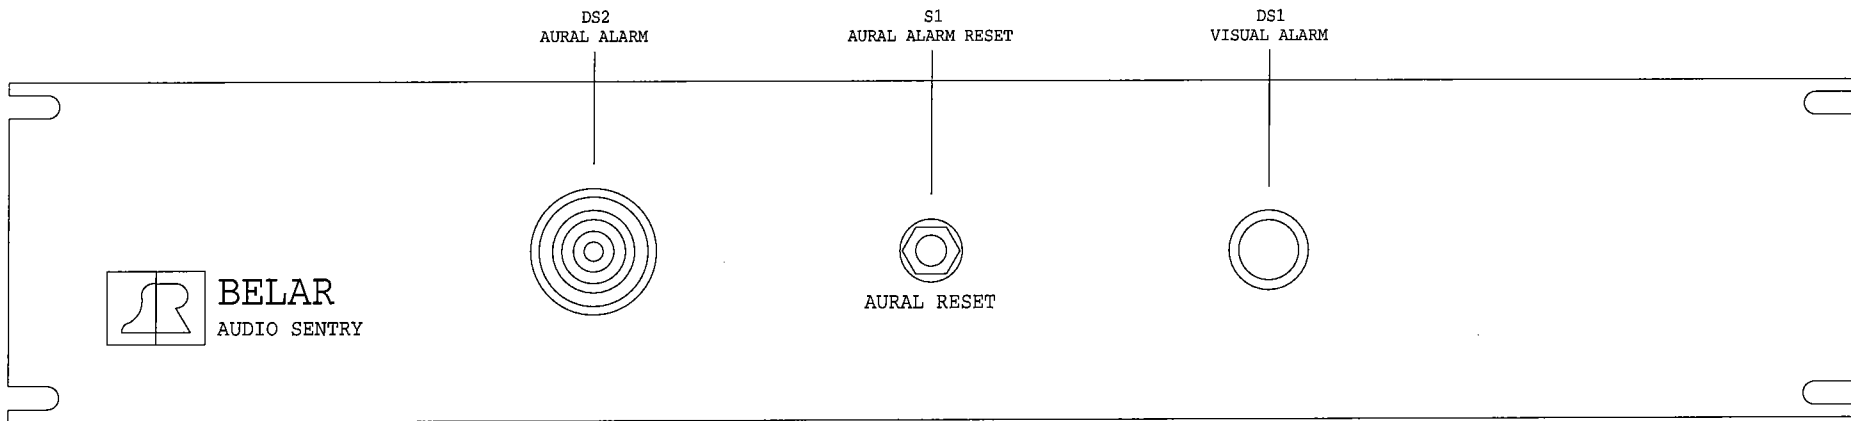 DS2
AURAL ALARM
S1
AURAL ALARM RESET
DS1
VISUAL ALARM
BELAR
AUDIO SENTRY
AURAL RESET